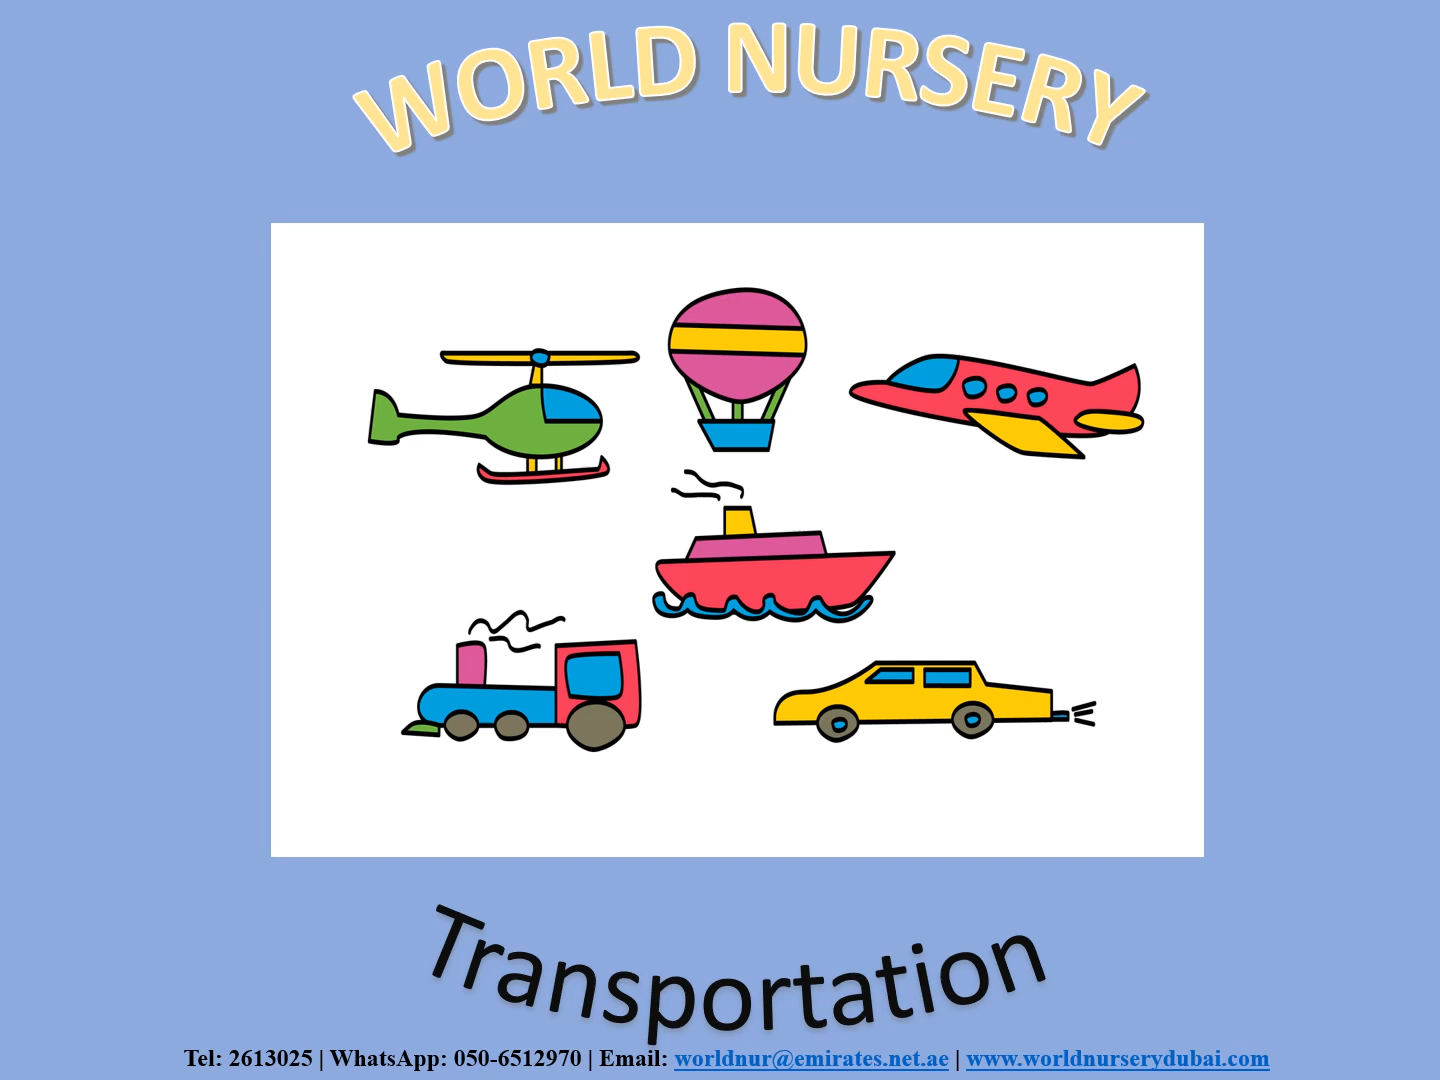 WORLD NURSERY
Transportation
Tel: 2613025 | WhatsApp: 050-6512970 | Email: worldnur@emirates.net.ae | www.worldnurserydubai.com